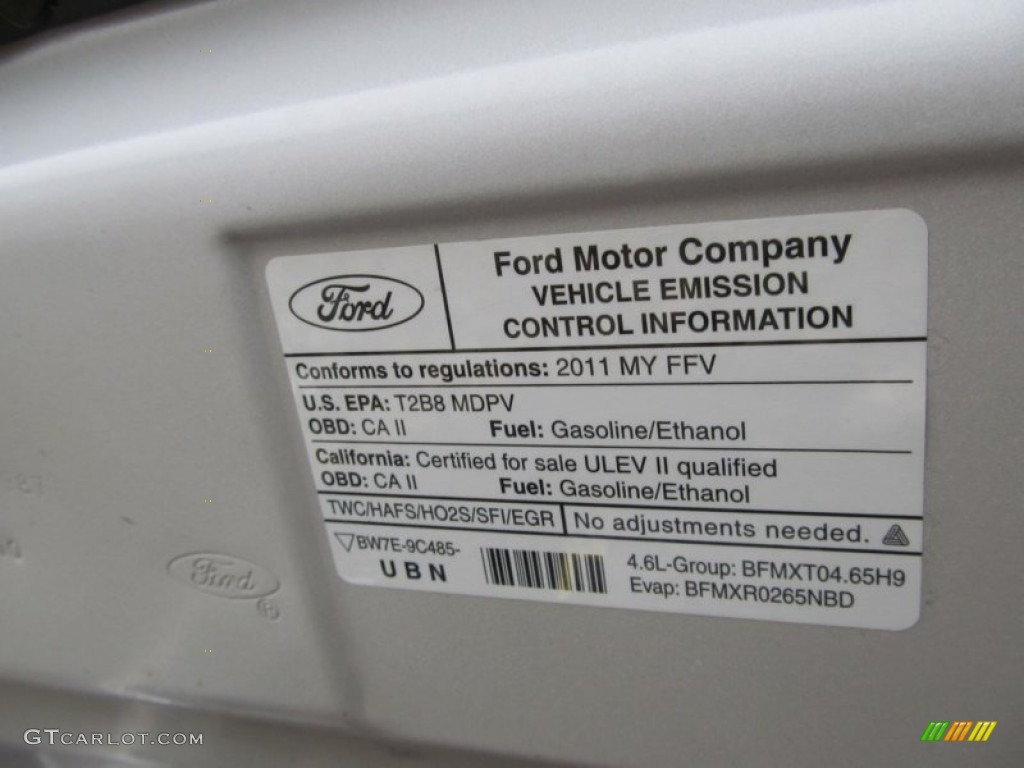 Ford
Ford Motor Company
VEHICLE EMISSION
CONTROL INFORMATION
Conforms to regulations: 2011 MY FFV
U.S. EPA: T2B8 MDPV
OBD: CA II Fuel: Gasoline/Ethanol
California: Certified for sale ULEV II qualified
OBD: CA II Fuel: Gasoline/Ethanol
TWC/HAFS/HO2S/SFI/EGR No adjustments needed.
BW7E-9C485-
UBN
4.6L-Group: BFMXT04.65H9
Evap: BFMXR0265NBD
Ford ®
GTCARLOT.COM